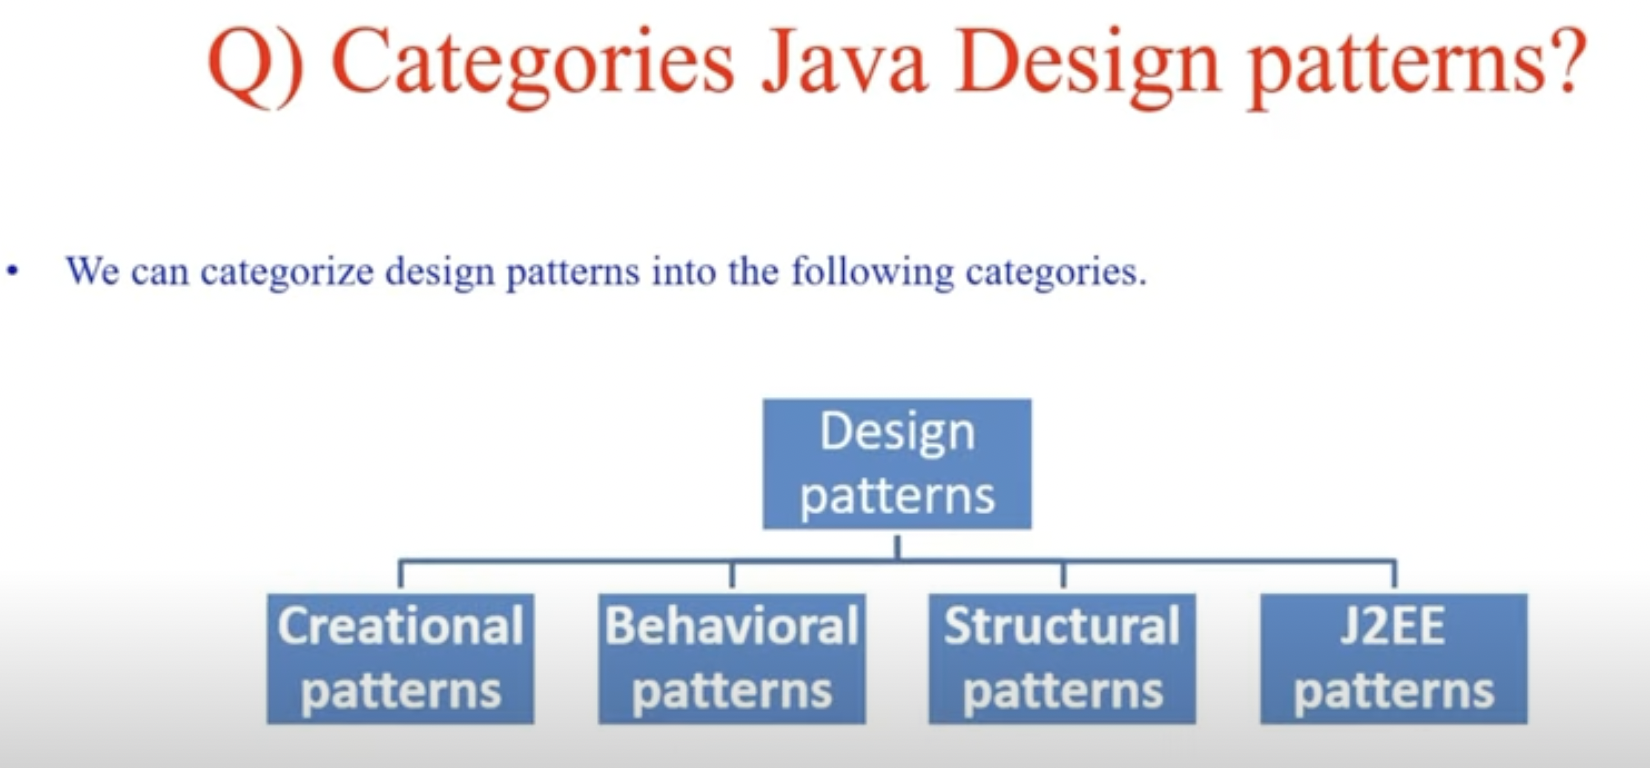 Q) Categories Java Design patterns?
• We can categorize design patterns into the following categories.
Design
patterns
Creational
patterns
Behavioral
patterns
Structural
patterns
J2EE
patterns